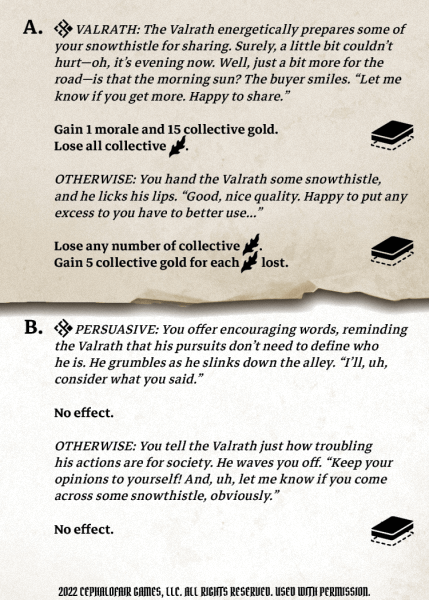 A. VALRATH: The Valrath energetically prepares some of
your snowthistle for sharing. Surely, a little bit couldn't
hurt—oh, it's evening now. Well, just a bit more for the
road—is that the morning sun? The buyer smiles. “Let me
know if you get more. Happy to share.”
Gain 1 morale and 15 collective gold.
Lose all collective .
OTHERWISE: You hand the Valrath some snowthistle,
and he licks his lips. “Good, nice quality. Happy to put any
excess to you have to better use...”
Lose any number of collective .
Gain 5 collective gold for each lost.
B. PERSUASIVE: You offer encouraging words, reminding
the Valrath that his pursuits don't need to define who
he is. He grumbles as he slinks down the alley. “I'll, uh,
consider what you said.”
No effect.
OTHERWISE: You tell the Valrath just how troubling
his actions are for society. He waves you off. “Keep your
opinions to yourself! And, uh, let me know if you come
across some snowthistle, obviously.”
No effect.
2022 CEPHALOFAIR GAMES, LLC. ALL RIGHTS RESERVED. USED WITH PERMISSION.